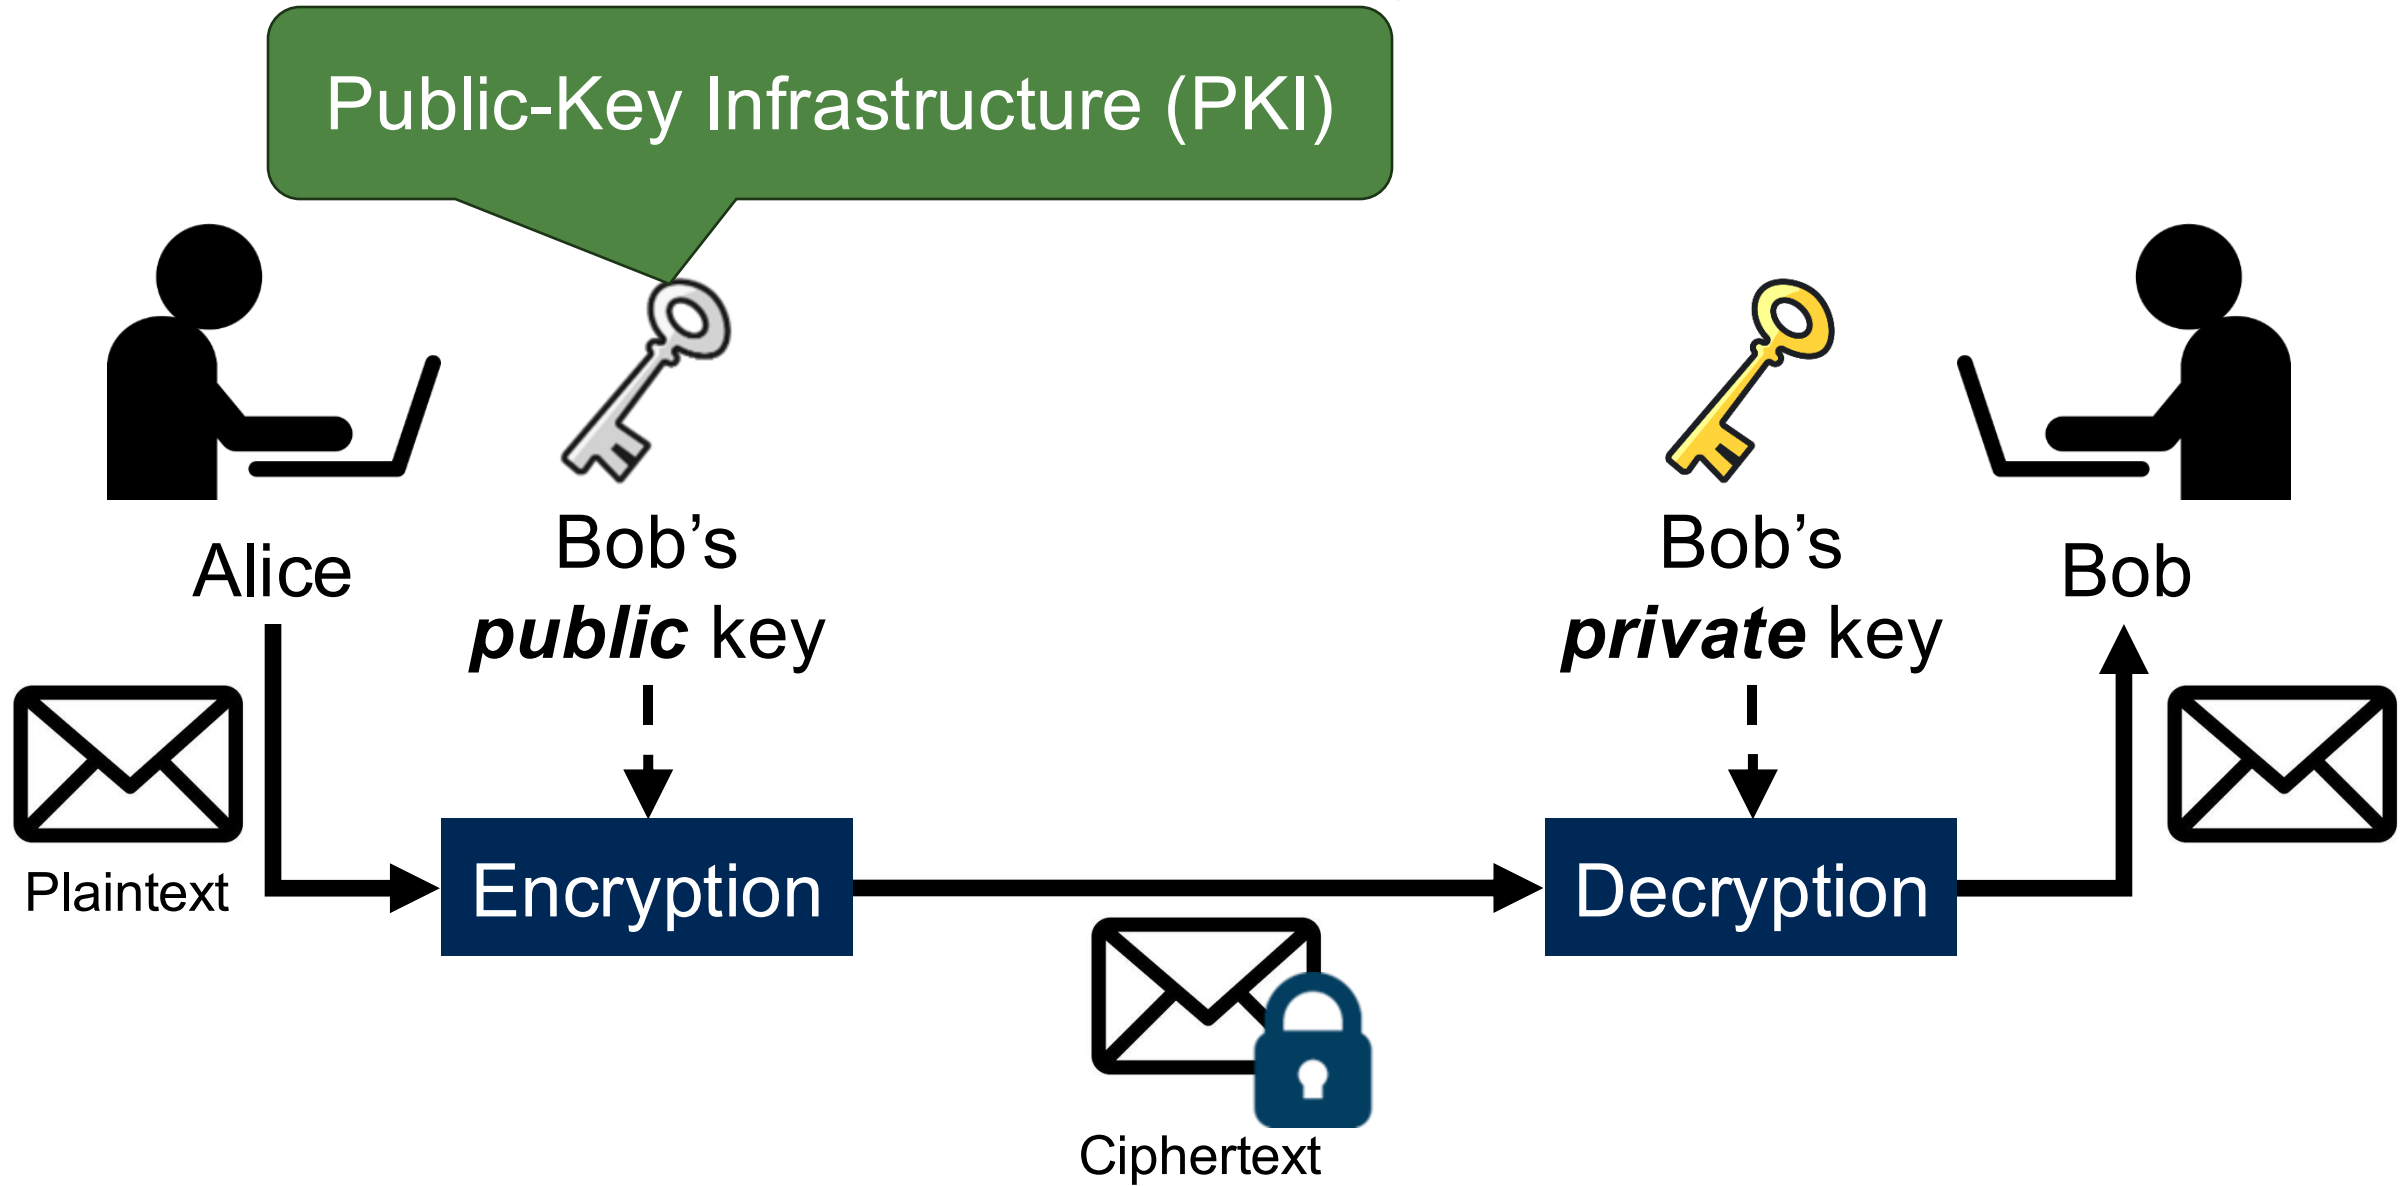 Public-Key Infrastructure (PKI)
Alice
Bob’s
public key
Bob’s
private key
Bob
Plaintext
Encryption
Decryption
Ciphertext